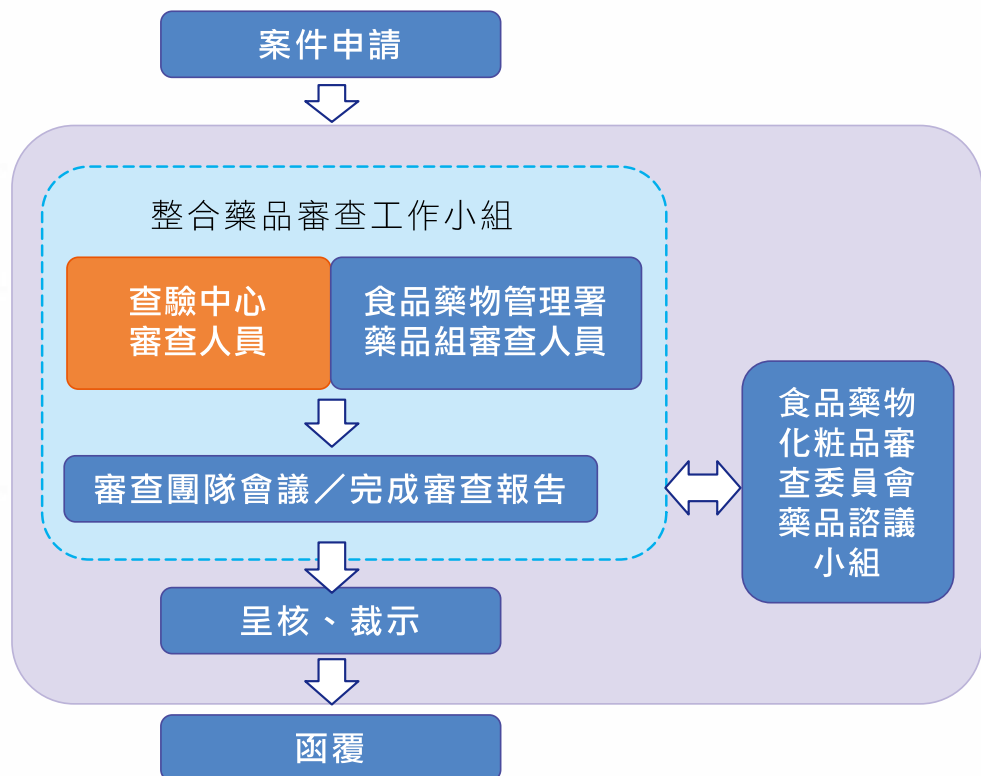 案件申請
整合藥品審查工作小組
查驗中心
審查人員
食品藥物管理署
藥品組審查人員
審查團隊會議／完成審查報告
食品藥物
化粧品審
查委員會
藥品諮議
小組
呈核、裁示
函覆